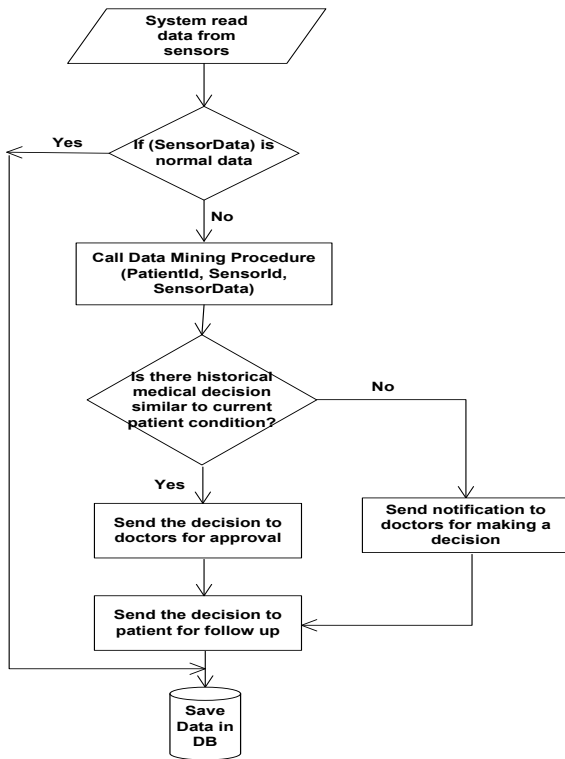 System read
data from
sensors
Yes
If (SensorData) is
normal data
No
Call Data Mining Procedure
(PatientId, SensorId,
SensorData)
Is there historical
medical decision
similar to current
patient condition?
No
Yes
Send the decision to
doctors for approval
Send notification to
doctors for making a
decision
Send the decision to
patient for follow up
Save
Data in
DB